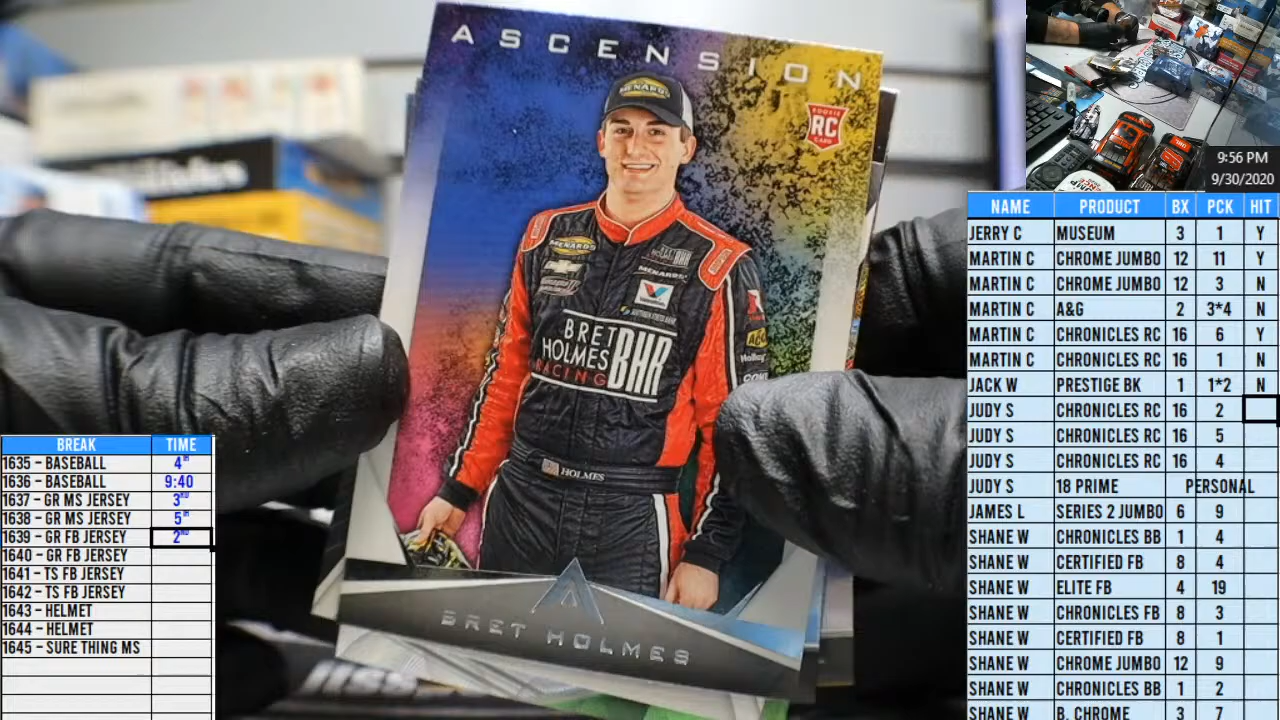 ASCENSION
ROOKIE
RC
CARD
MENARDS
MENARDS
BHR
MENARDS
BRET
HOLMES
RACING
BHR
HOLMES
BRET HOLMES
9:56 PM
9/30/2020
NAME PRODUCT BX PCK HIT
JERRY C MUSEUM 3 1 Y
MARTIN C CHROME JUMBO 12 11 Y
MARTIN C CHROME JUMBO 12 3 N
MARTIN C A&G 2 3*4 N
MARTIN C CHRONICLES RC 16 6 Y
MARTIN C CHRONICLES RC 16 1 N
JACK W PRESTIGE BK 1 1*2 N
JUDY S CHRONICLES RC 16 2
JUDY S CHRONICLES RC 16 5
JUDY S CHRONICLES RC 16 4
JUDY S 18 PRIME PERSONAL
JAMES L SERIES 2 JUMBO 6 9
SHANE W CHRONICLES BB 1 4
SHANE W CERTIFIED FB 8 4
SHANE W ELITE FB 4 19
SHANE W CHRONICLES FB 8 3
SHANE W CERTIFIED FB 8 1
SHANE W CHROME JUMBO 12 9
SHANE W CHRONICLES BB 1 2
SHANE W B. CHROME 3 7
BREAK TIME
1635 - BASEBALL 4TH
1636 - BASEBALL 9:40
1637 - GR MS JERSEY 3RD
1638 - GR MS JERSEY 5TH
1639 - GR FB JERSEY 2ND
1640 - GR FB JERSEY
1641 - TS FB JERSEY
1642 - TS FB JERSEY
1643 - HELMET
1644 - HELMET
1645 - SURE THING MS